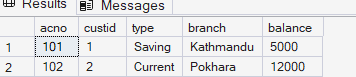 Results Messages
acno custid type branch balance
1 101 1 Saving Kathmandu 5000
2 102 2 Current Pokhara 12000